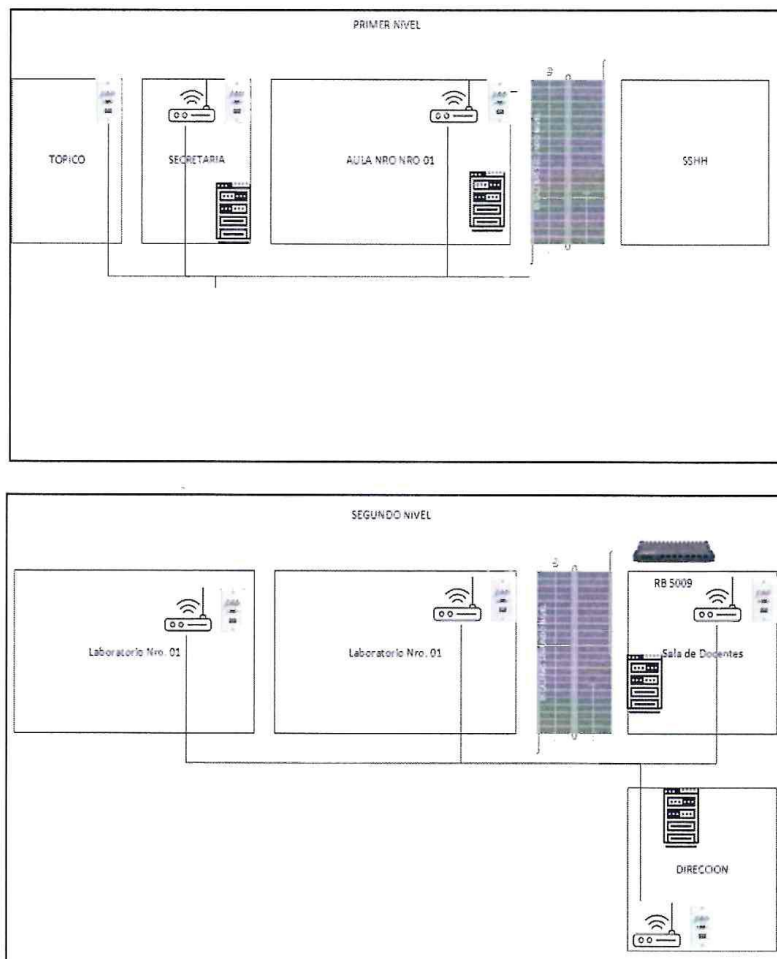 PRIMER NIVEL
TOPICO
SECRETARIA
AULA NRO NRO 01
SSHH
SEGUNDO NIVEL
RB 5009
Laboratorio Nro. 01
Laboratorio Nro. 01
Sala de Docentes
DIRECCION